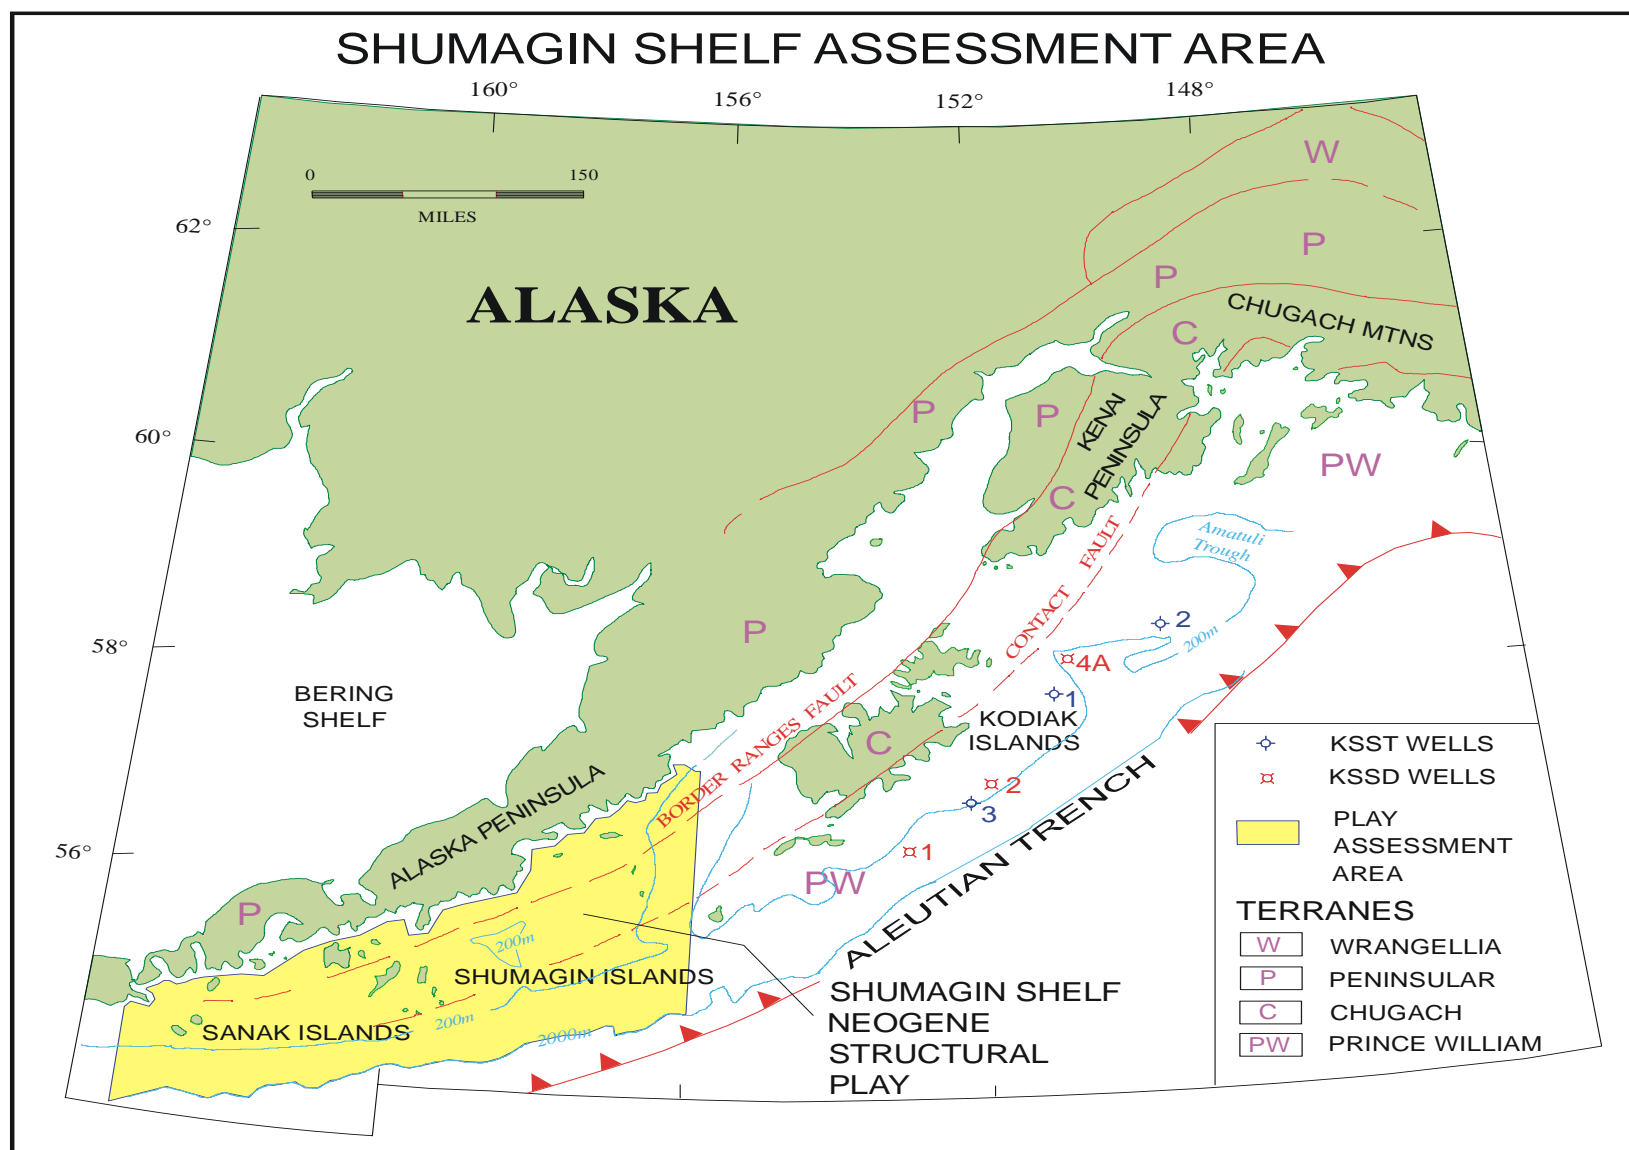 SHUMAGIN SHELF ASSESSMENT AREA
160°
156°
152°
148°
0
150
MILES
62°
60°
58°
56°
ALASKA
W
P
P
CHUGACH MTNS
C
P
P
KENAI
PENINSULA
C
PW
Amatuli
Trough
CONTACT FAULT
P
2
200m
4A
1
BERING
SHELF
BORDER RANGES FAULT
KODIAK
ISLANDS
C
2
3
1
PW
ALEUTIAN TRENCH
ALASKA PENINSULA
P
200m
SHUMAGIN ISLANDS
200m
SANAK ISLANDS
2000m
SHUMAGIN SHELF
NEOGENE
STRUCTURAL
PLAY
KSST WELLS
KSSD WELLS
PLAY
ASSESSMENT
AREA
TERRANES
W WRANGELLIA
P PENINSULAR
C CHUGACH
PW PRINCE WILLIAM